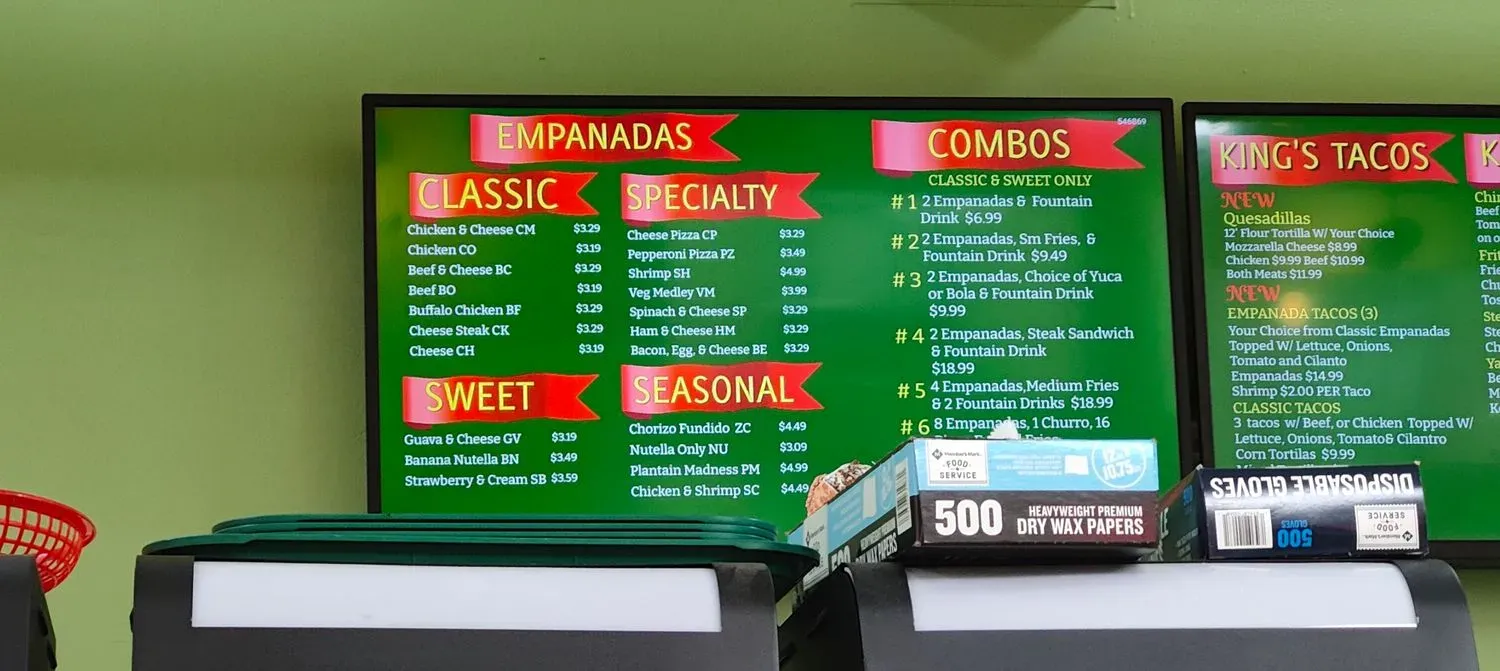 EMPANADAS
CLASSIC
Chicken & Cheese CM $3.29
Chicken CO $3.19
Beef & Cheese BC $3.29
Beef BO $3.19
Buffalo Chicken BF $3.29
Cheese Steak CK $3.29
Cheese CH $3.19
SWEET
Guava & Cheese GV $3.19
Banana Nutella BN $3.49
Strawberry & Cream SB $3.59
SPECIALTY
Cheese Pizza CP $3.29
Pepperoni Pizza PZ $3.49
Shrimp SH $4.99
Veg Medley VM $3.99
Spinach & Cheese SP $3.29
Ham & Cheese HM $3.29
Bacon, Egg, & Cheese BE $3.29
SEASONAL
Chorizo Fundido ZC $4.49
Nutella Only NU $3.09
Plantain Madness PM $4.99
Chicken & Shrimp SC $4.49
546869
COMBOS
CLASSIC & SWEET ONLY
#1 2 Empanadas & Fountain
Drink $6.99
#2 2 Empanadas, Sm Fries, &
Fountain Drink $9.49
#3 2 Empanadas, Choice of Yuca
or Bola & Fountain Drink
$9.99
#4 2 Empanadas, Steak Sandwich
& Fountain Drink
$18.99
#5 4 Empanadas,Medium Fries
& 2 Fountain Drinks $18.99
#6 8 Empanadas, 1 Churro, 16
KING'S TACOS
NEW
Quesadillas
12' Flour Tortilla W/ Your Choice
Mozzarella Cheese $8.99
Chicken $9.99 Beef $10.99
Both Meats $11.99
NEW
EMPANADA TACOS (3)
Your Choice from Classic Empanadas
Topped W/ Lettuce, Onions,
Tomato and Cilanto
Empanadas $14.99
Shrimp $2.00 PER Taco
CLASSIC TACOS
3 tacos w/ Beef, or Chicken Topped W/
Lettuce, Onions, Tomato& Cilantro
Corn Tortilas $9.99
K
Member's Mark
FOOD
SERVICE
500 HEAVYWEIGHT PREMIUM
DRY WAX PAPERS
10.75
DISPOSABLE GLOVES
500
GLOVES
Member's Mark
FOOD
SERVICE